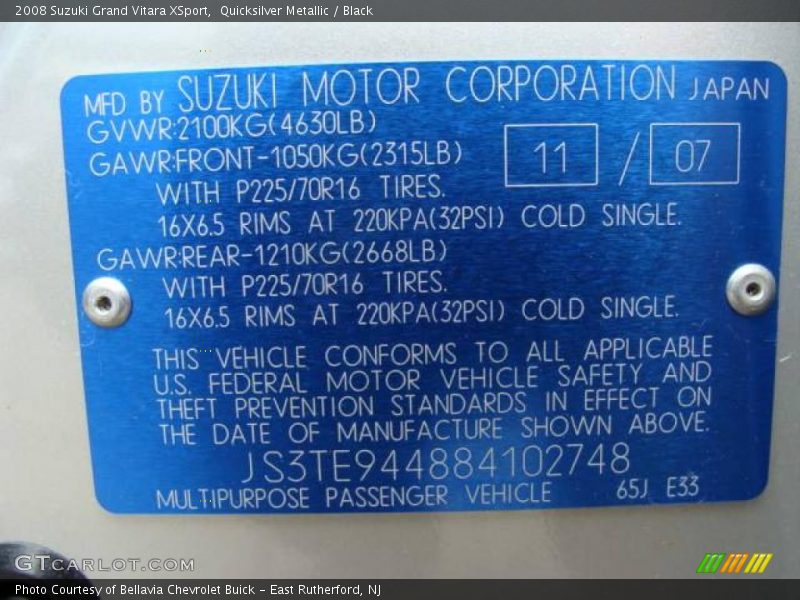 2008 Suzuki Grand Vitara XSport,  Quicksilver Metallic / Black
MFD BY SUZUKI MOTOR CORPORATION JAPAN
GVWR:2100KG(4630LB)
GAWR:FRONT-1050KG(2315LB)
11 / 07
WITH P225/70R16 TIRES.
16X6.5 RIMS AT 220KPA(32PSI) COLD SINGLE.
GAWR:REAR-1210KG(2668LB)
WITH P225/70R16 TIRES.
16X6.5 RIMS AT 220KPA(32PSI) COLD SINGLE.
THIS VEHICLE CONFORMS TO ALL APPLICABLE
U.S. FEDERAL MOTOR VEHICLE SAFETY AND
THEFT PREVENTION STANDARDS IN EFFECT ON
THE DATE OF MANUFACTURE SHOWN ABOVE.
JS3TE944884102748
MULTIPURPOSE PASSENGER VEHICLE 65J E33
GTCARLOT.COM
Photo Courtesy of Bellavia Chevrolet Buick - East Rutherford, NJ